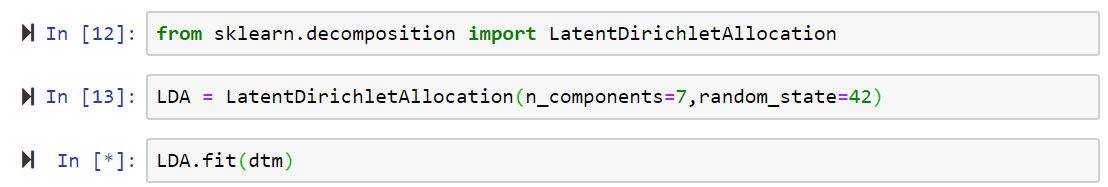 In [12]: from sklearn.decomposition import LatentDirichletAllocation
In [13]: LDA = LatentDirichletAllocation(n_components=7,random_state=42)
In [*]: LDA.fit(dtm)